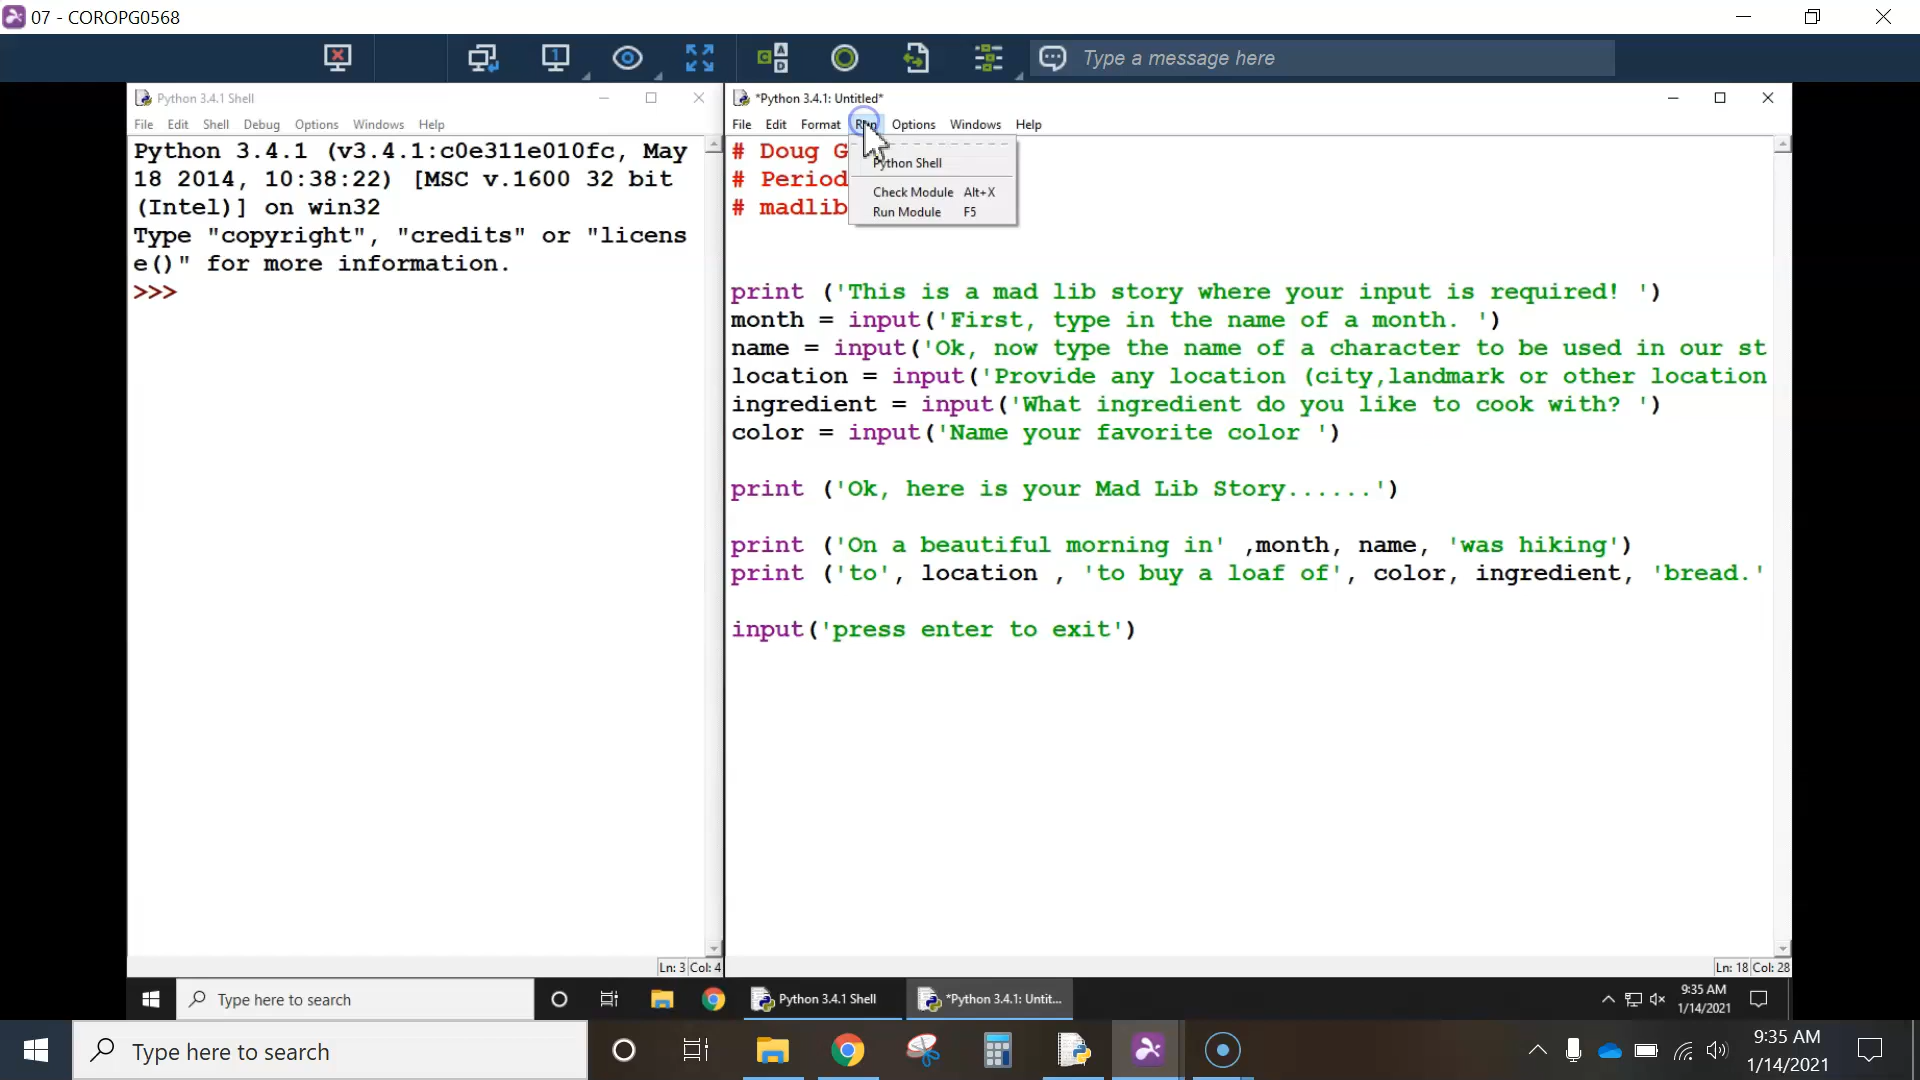 07 - COROPG0568
Type a message here
Python 3.4.1 Shell
File Edit Shell Debug Options Windows Help
Python 3.4.1 (v3.4.1:c0e311e010fc, May
18 2014, 10:38:22) [MSC v.1600 32 bit
(Intel)] on win32
Type "copyright", "credits" or "licens
e()" for more information.
>>>
Ln: 3 Col: 4
*Python 3.4.1: Untitled*
File Edit Format Run Options Windows Help
Python Shell
Check Module Alt+X
Run Module F5
# Doug G
# Period
# madlib
print ('This is a mad lib story where your input is required! ')
month = input('First, type in the name of a month. ')
name = input('Ok, now type the name of a character to be used in our st
location = input('Provide any location (city,landmark or other location
ingredient = input('What ingredient do you like to cook with? ')
color = input('Name your favorite color ')
print ('Ok, here is your Mad Lib Story......')
print ('On a beautiful morning in' ,month, name, 'was hiking')
print ('to', location , 'to buy a loaf of', color, ingredient, 'bread.'
input('press enter to exit')
Ln: 18 Col: 28
Type here to search
Python 3.4.1 Shell
*Python 3.4.1: Untit...
9:35 AM
1/14/2021
Type here to search
9:35 AM
1/14/2021